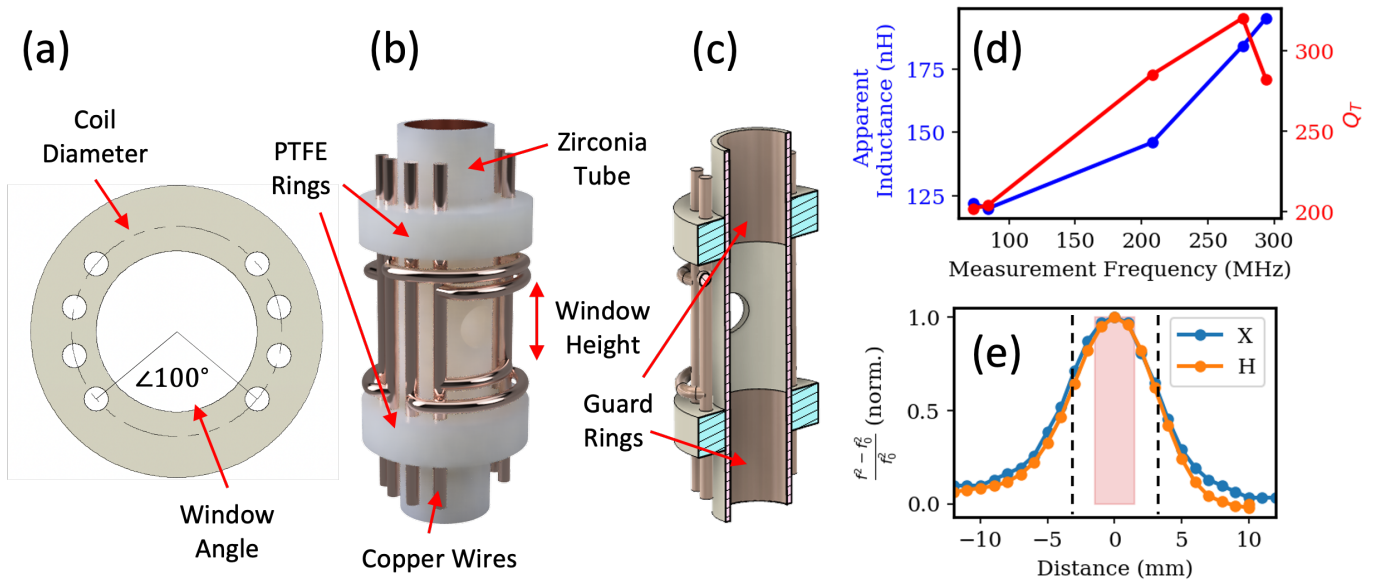 (a)
Coil
Diameter
∠100°
Window
Angle
(b)
PTFE
Rings
Zirconia
Tube
Window
Height
Copper Wires
(c)
Guard
Rings
(d)
Apparent
Inductance (nH)
175
150
125
300
250
200
Q_T
100
150
200
250
300
Measurement Frequency (MHz)
(e)
X
H
(f² − f₀²)/f₀² (norm.)
1.0
0.5
0.0
−10
−5
0
5
10
Distance (mm)